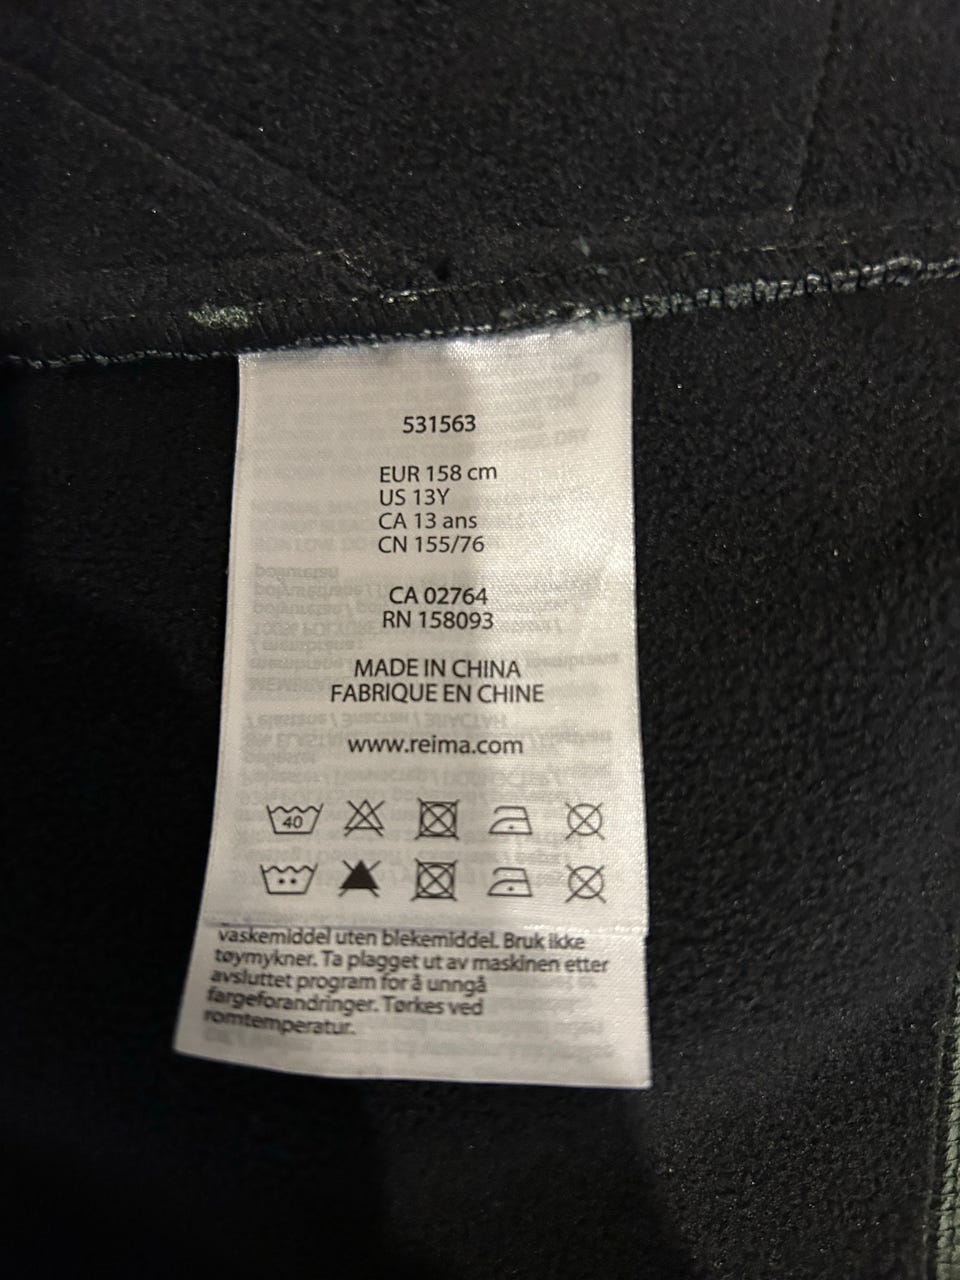 531563
EUR 158 cm
US 13Y
CA 13 ans
CN 155/76
CA 02764
RN 158093
MADE IN CHINA
FABRIQUE EN CHINE
www.reima.com
40
vaskemiddel uten blekemiddel. Bruk ikke
tøymykner. Ta plagget ut av maskinen etter
avsluttet program for å unngå
fargeforandringer. Tørkes ved
romtemperatur.